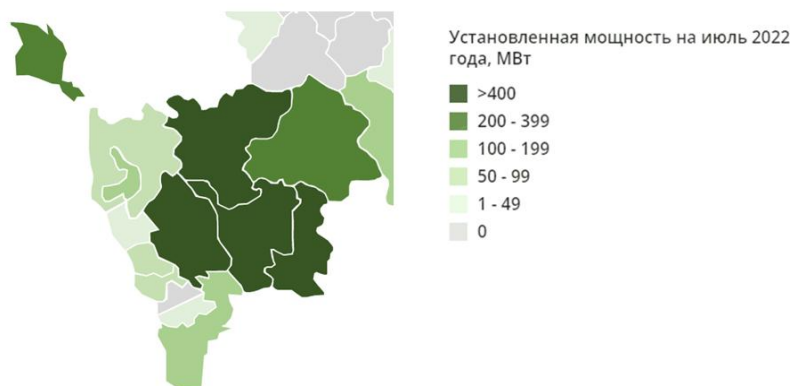 Установленная мощность на июль 2022
года, МВт
>400
200 - 399
100 - 199
50 - 99
1 - 49
0